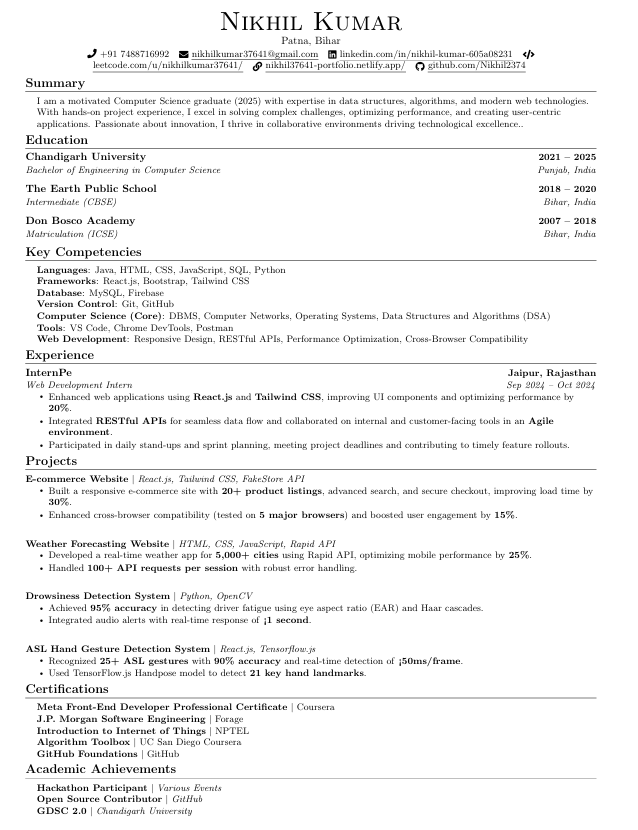 Nikhil Kumar
Patna, Bihar
+91 7488716992 nikhilkumar37641@gmail.com linkedin.com/in/nikhil-kumar-605a08231
leetcode.com/u/nikhilkumar37641/ nikhil37641-portfolio.netlify.app/ github.com/Nikhil2374
Summary
I am a motivated Computer Science graduate (2025) with expertise in data structures, algorithms, and modern web technologies.
With hands-on project experience, I excel in solving complex challenges, optimizing performance, and creating user-centric
applications. Passionate about innovation, I thrive in collaborative environments driving technological excellence..
Education
Chandigarh University 2021 – 2025
Bachelor of Engineering in Computer Science Punjab, India
The Earth Public School 2018 – 2020
Intermediate (CBSE) Bihar, India
Don Bosco Academy 2007 – 2018
Matriculation (ICSE) Bihar, India
Key Competencies
Languages: Java, HTML, CSS, JavaScript, SQL, Python
Frameworks: React.js, Bootstrap, Tailwind CSS
Database: MySQL, Firebase
Version Control: Git, GitHub
Computer Science (Core): DBMS, Computer Networks, Operating Systems, Data Structures and Algorithms (DSA)
Tools: VS Code, Chrome DevTools, Postman
Web Development: Responsive Design, RESTful APIs, Performance Optimization, Cross-Browser Compatibility
Experience
InternPe Jaipur, Rajasthan
Web Development Intern Sep 2024 – Oct 2024
• Enhanced web applications using React.js and Tailwind CSS, improving UI components and optimizing performance by
20%.
• Integrated RESTful APIs for seamless data flow and collaborated on internal and customer-facing tools in an Agile
environment.
• Participated in daily stand-ups and sprint planning, meeting project deadlines and contributing to timely feature rollouts.
Projects
E-commerce Website | React.js, Tailwind CSS, FakeStore API
• Built a responsive e-commerce site with 20+ product listings, advanced search, and secure checkout, improving load time by
30%.
• Enhanced cross-browser compatibility (tested on 5 major browsers) and boosted user engagement by 15%.
Weather Forecasting Website | HTML, CSS, JavaScript, Rapid API
• Developed a real-time weather app for 5,000+ cities using Rapid API, optimizing mobile performance by 25%.
• Handled 100+ API requests per session with robust error handling.
Drowsiness Detection System | Python, OpenCV
• Achieved 95% accuracy in detecting driver fatigue using eye aspect ratio (EAR) and Haar cascades.
• Integrated audio alerts with real-time response of ¡1 second.
ASL Hand Gesture Detection System | React.js, Tensorflow.js
• Recognized 25+ ASL gestures with 90% accuracy and real-time detection of ¡50ms/frame.
• Used TensorFlow.js Handpose model to detect 21 key hand landmarks.
Certifications
Meta Front-End Developer Professional Certificate | Coursera
J.P. Morgan Software Engineering | Forage
Introduction to Internet of Things | NPTEL
Algorithm Toolbox | UC San Diego Coursera
GitHub Foundations | GitHub
Academic Achievements
Hackathon Participant | Various Events
Open Source Contributor | GitHub
GDSC 2.0 | Chandigarh University